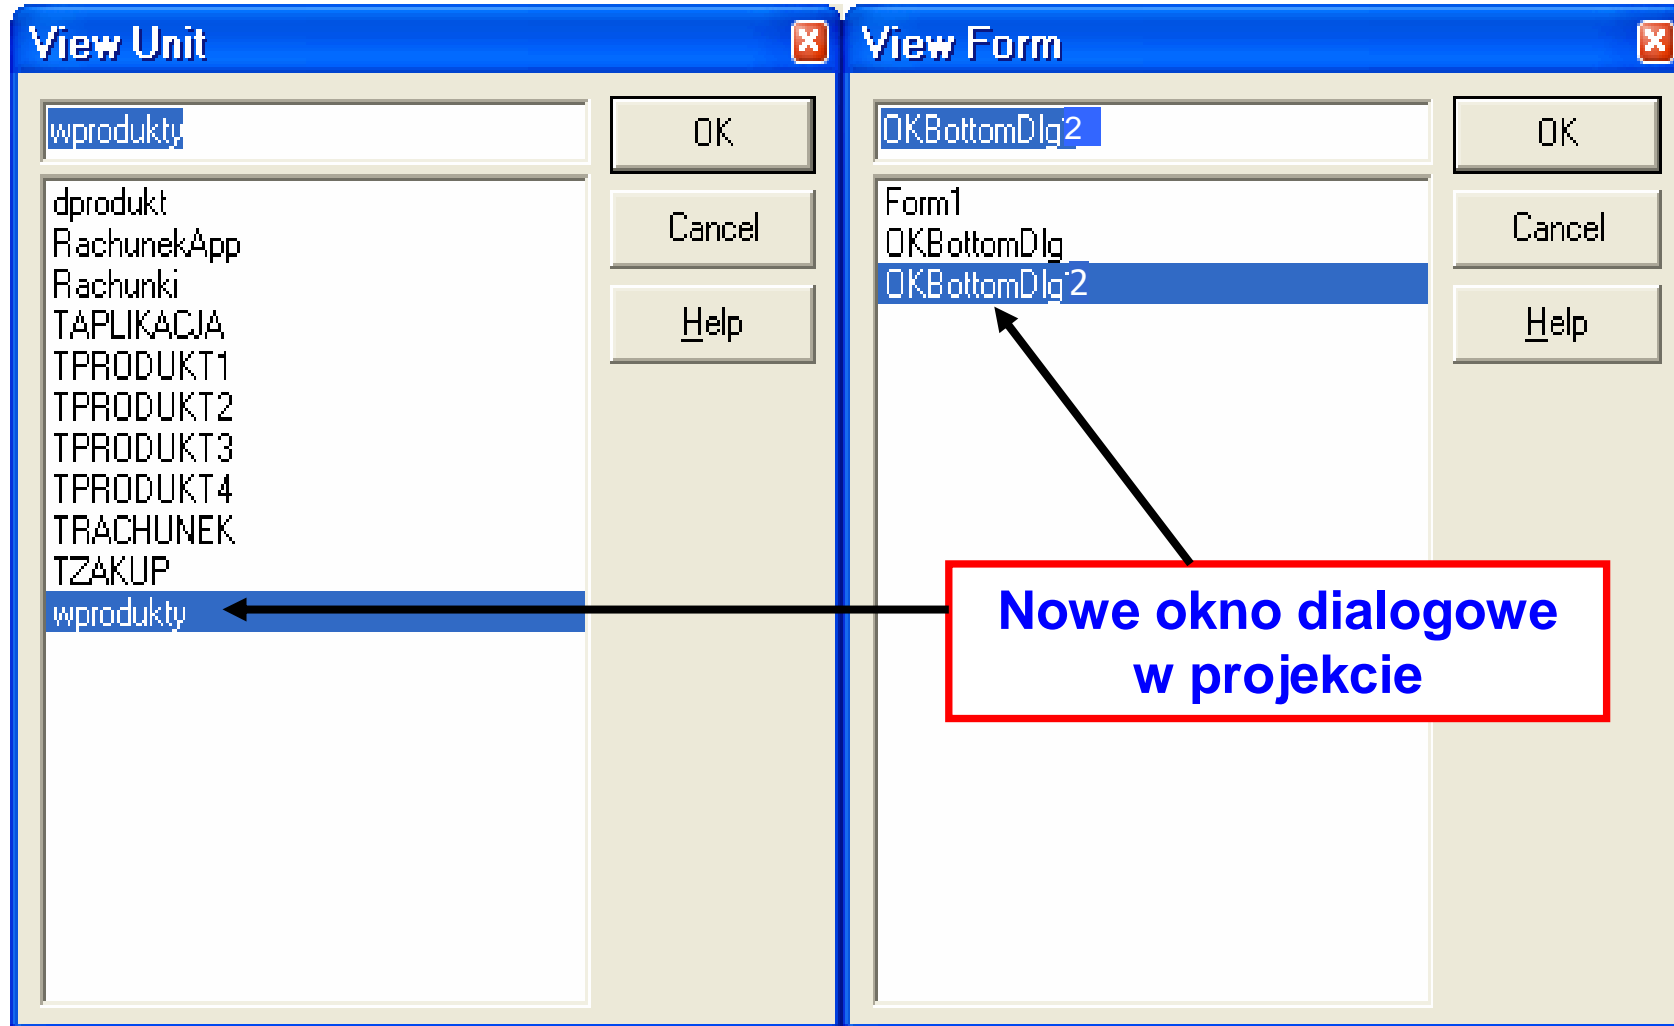 View Unit
wprodukty
OK
Cancel
Help
dprodukt
RachunekApp
Rachunki
TAPLIKACJA
TPRODUKT1
TPRODUKT2
TPRODUKT3
TPRODUKT4
TRACHUNEK
TZAKUP
wprodukty
View Form
OKBottomDlg2
OK
Cancel
Help
Form1
OKBottomDlg
OKBottomDlg2
Nowe okno dialogowe
w projekcie